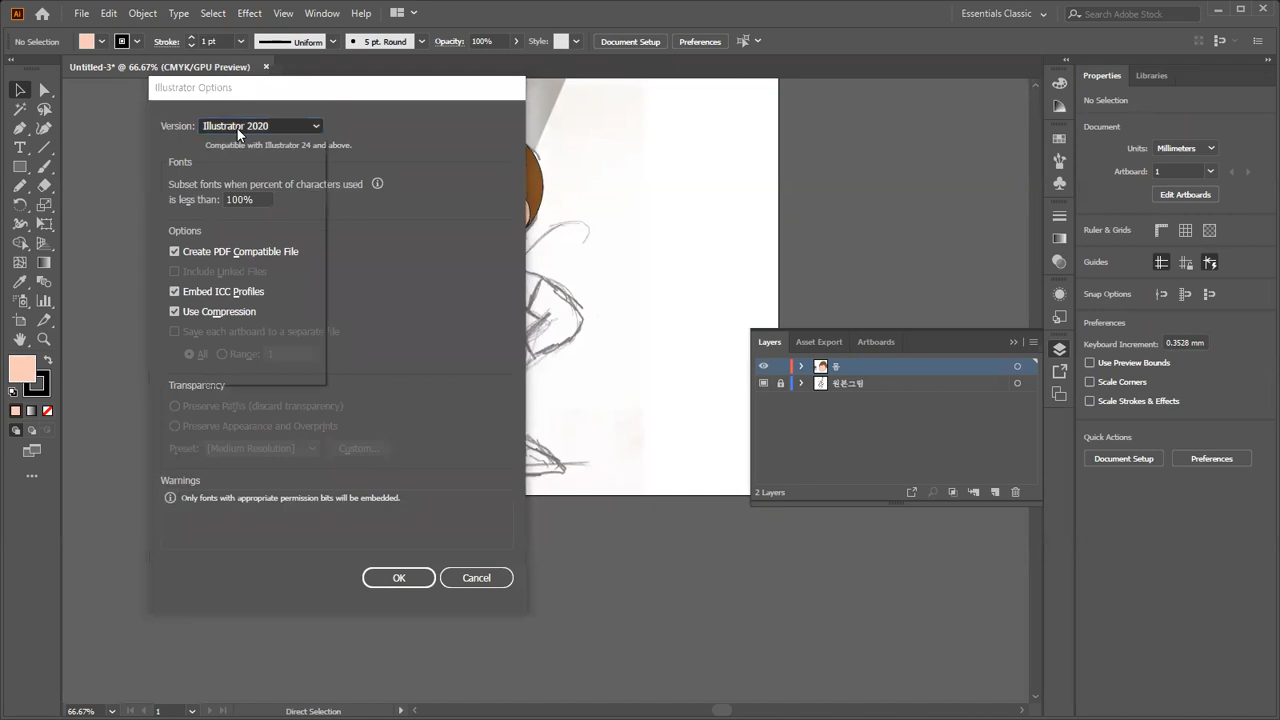 Ai File Edit Object Type Select Effect View Window Help Essentials Classic Search Adobe Stock
No Selection Stroke: 1 pt Uniform 5 pt. Round Opacity: 100% Style: Document Setup Preferences
Untitled-3* @ 66.67% (CMYK/GPU Preview)
Illustrator Options
Version: Illustrator 2020
Compatible with Illustrator 24 and above.
Fonts
Subset fonts when percent of characters used
is less than: 100%
Options
Create PDF Compatible File
Include Linked Files
Embed ICC Profiles
Use Compression
Save each artboard to a separate file
All Range: 1
Transparency
Preserve Paths (discard transparency)
Preserve Appearance and Overprints
Preset: [Medium Resolution] Custom...
Warnings
Only fonts with appropriate permission bits will be embedded.
OK Cancel
Layers Asset Export Artboards
원본그림
2 Layers
Properties Libraries
No Selection
Document
Units: Millimeters
Artboard: 1
Edit Artboards
Ruler & Grids
Guides
Snap Options
Preferences
Keyboard Increment: 0.3528 mm
Use Preview Bounds
Scale Corners
Scale Strokes & Effects
Quick Actions
Document Setup Preferences
66.67% 1 Direct Selection